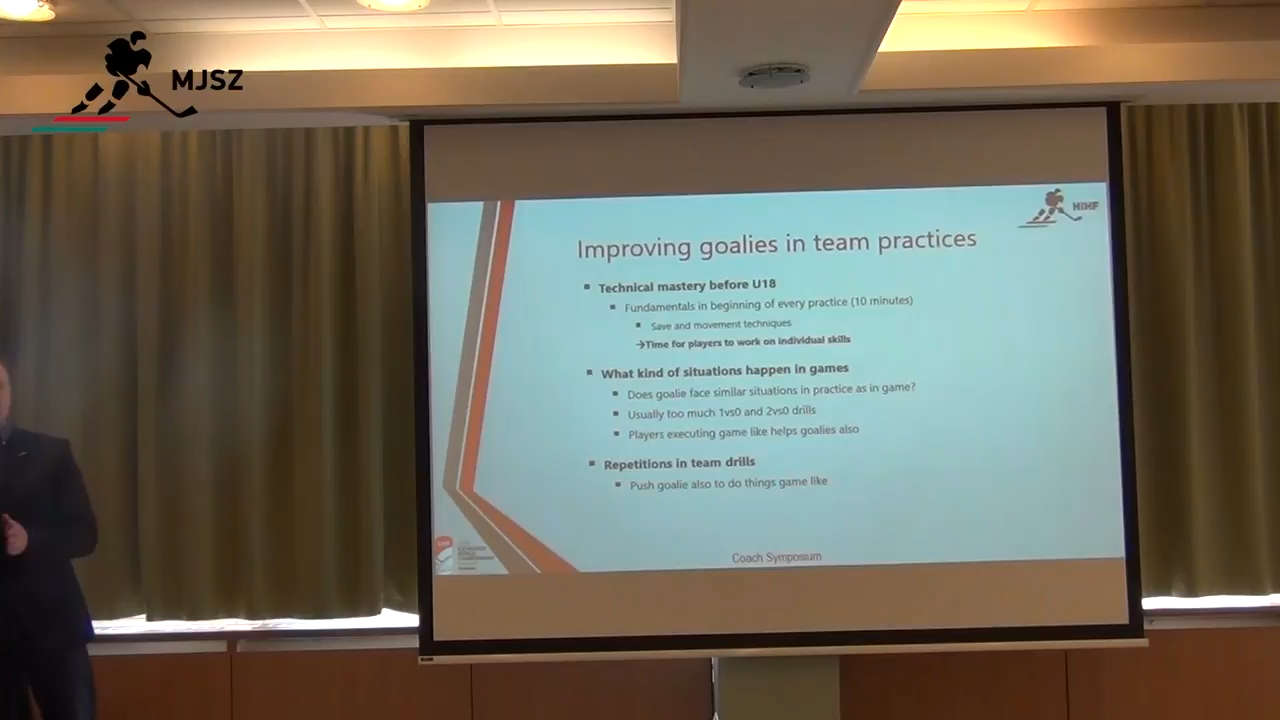 MJSZ
HIHF
Improving goalies in team practices
Technical mastery before U18
Fundamentals in beginning of every practice (10 minutes)
Save and movement techniques
→Time for players to work on individual skills
What kind of situations happen in games
Does goalie face similar situations in practice as in game?
Usually too much 1vs0 and 2vs0 drills
Players executing game like helps goalies also
Repetitions in team drills
Push goalie also to do things game like
Coach Symposium